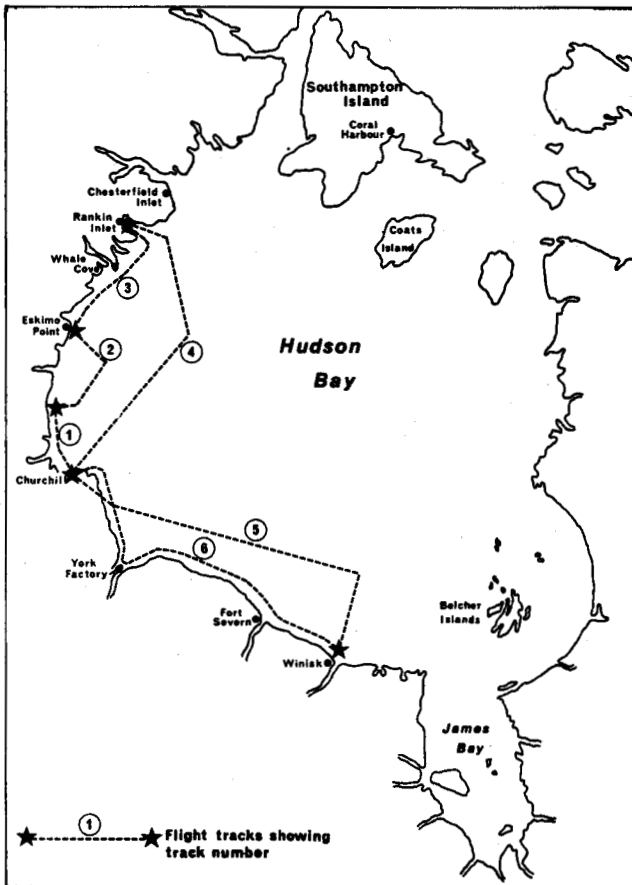 Southampton
Island
Coral
Harbour
Chesterfield
Inlet
Rankin
Inlet
Coats
Island
Whale
Cove
3
Eskimo
Point
2
4
Hudson
Bay
1
Churchil
5
6
York
Factory
Fort
Severn
Belcher
Islands
Winisk
James
Bay
1
Flight tracks showing
track number